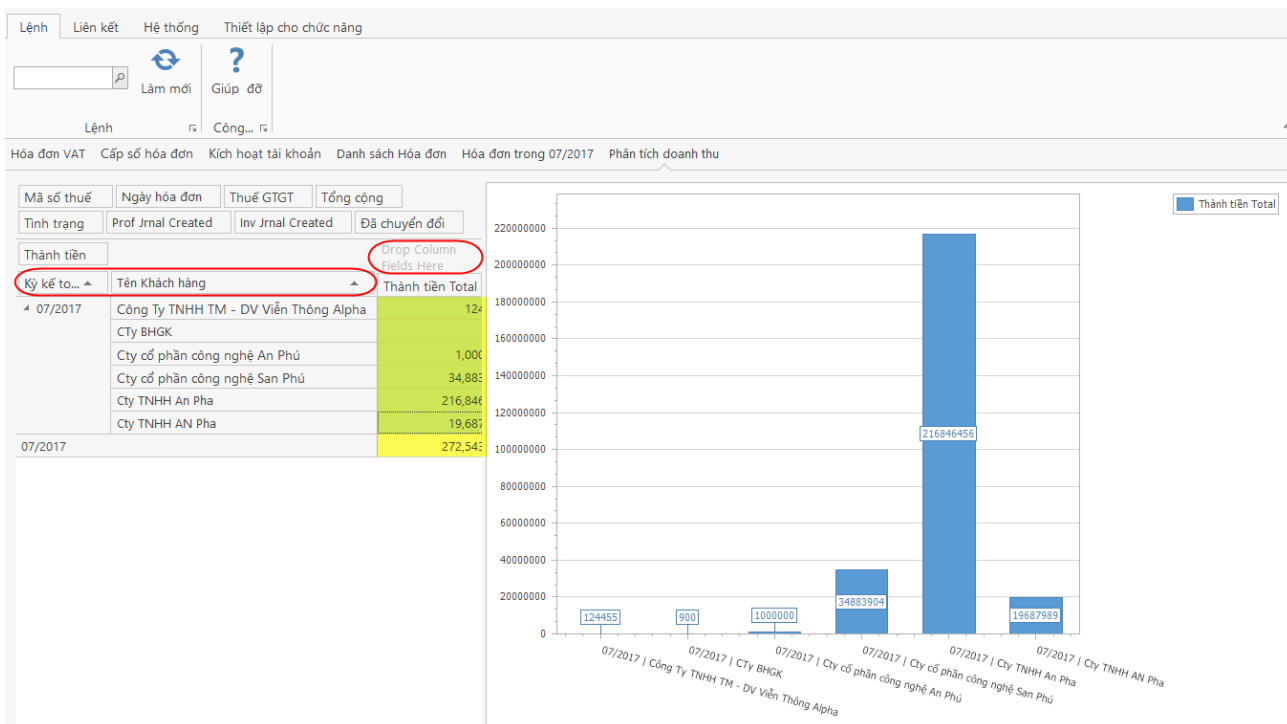 Lệnh Liên kết Hệ thống Thiết lập cho chức năng
Làm mới Giúp đỡ
Lệnh Công...
Hóa đơn VAT Cấp số hóa đơn Kích hoạt tài khoản Danh sách Hóa đơn Hóa đơn trong 07/2017 Phân tích doanh thu
Mã số thuế Ngày hóa đơn Thuế GTGT Tổng cộng
Tình trạng Prof Jrnal Created Inv Jrnal Created Đã chuyển đổi
Thành tiền Drop Column
Fields Here
Kỳ kế to... Tên Khách hàng Thành tiền Total
07/2017 Công Ty TNHH TM - DV Viễn Thông Alpha 124
CTy BHGK
Cty cổ phần công nghệ An Phú 1,000
Cty cổ phần công nghệ San Phú 34,883
Cty TNHH An Pha 216,846
Cty TNHH AN Pha 19,687
07/2017 272,543
Thành tiền Total
220000000
200000000
180000000
160000000
140000000
120000000
100000000
80000000
60000000
40000000
20000000
0
124455 900 1000000 34883904 216846456 19687989
07/2017 | Công Ty TNHH TM - DV Viễn Thông Alpha
07/2017 | CTy BHGK
07/2017 | Cty cổ phần công nghệ An Phú
07/2017 | Cty cổ phần công nghệ San Phú
07/2017 | Cty TNHH An Pha
07/2017 | Cty TNHH AN Pha